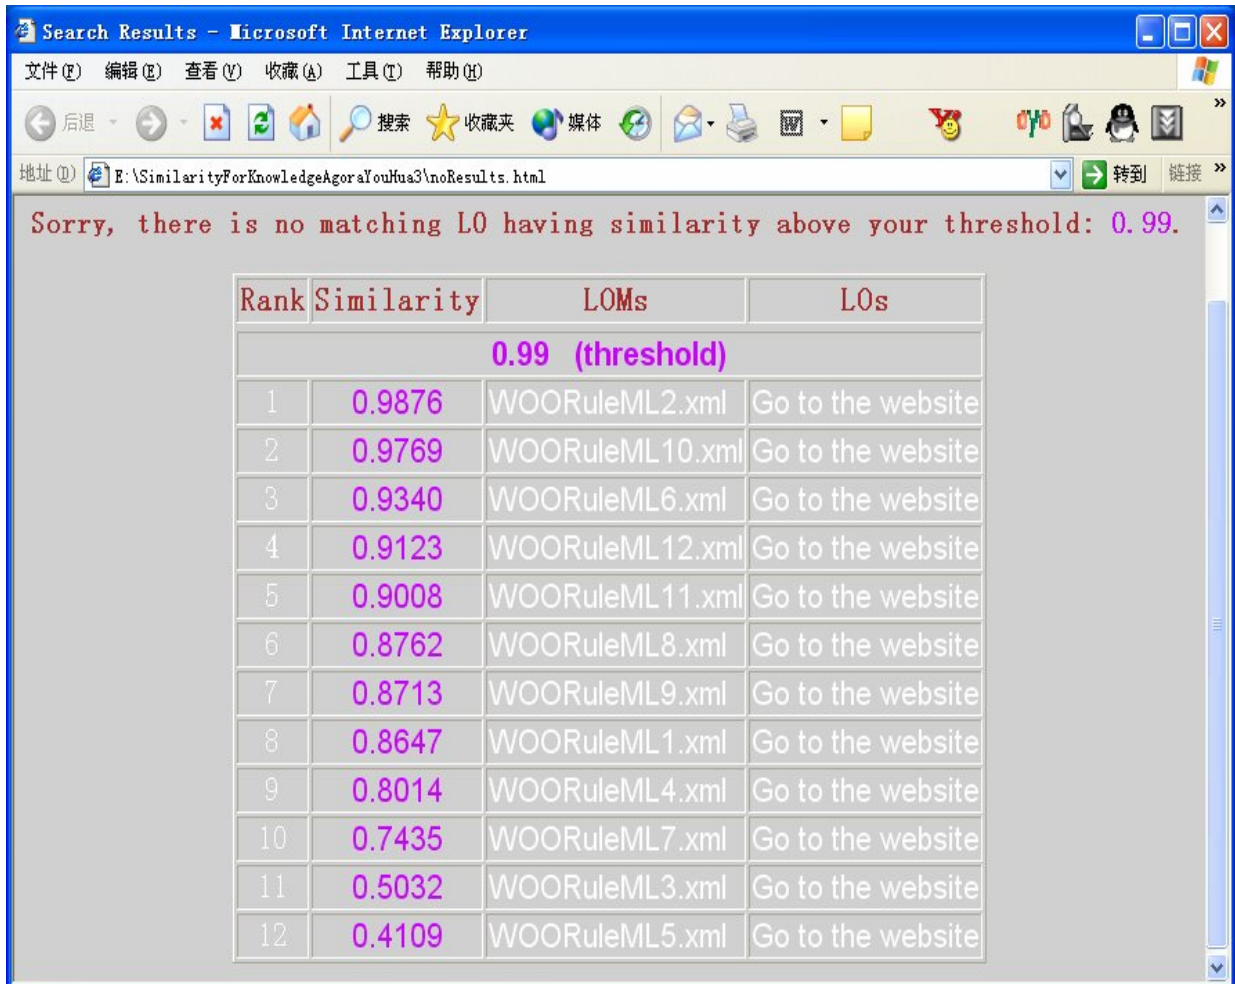 Search Results - Microsoft Internet Explorer
文件(F) 编辑(E) 查看(V) 收藏(A) 工具(T) 帮助(H)
后退 搜索 收藏夹 媒体
地址(D) E:\SimilarityForKnowledgeAgoraYouHua3\noResults.html 转到 链接 »
Sorry, there is no matching LO having similarity above your threshold: 0.99.
Rank Similarity LOMs LOs
0.99 (threshold)
1 0.9876 WOORuleML2.xml Go to the website
2 0.9769 WOORuleML10.xml Go to the website
3 0.9340 WOORuleML6.xml Go to the website
4 0.9123 WOORuleML12.xml Go to the website
5 0.9008 WOORuleML11.xml Go to the website
6 0.8762 WOORuleML8.xml Go to the website
7 0.8713 WOORuleML9.xml Go to the website
8 0.8647 WOORuleML1.xml Go to the website
9 0.8014 WOORuleML4.xml Go to the website
10 0.7435 WOORuleML7.xml Go to the website
11 0.5032 WOORuleML3.xml Go to the website
12 0.4109 WOORuleML5.xml Go to the website